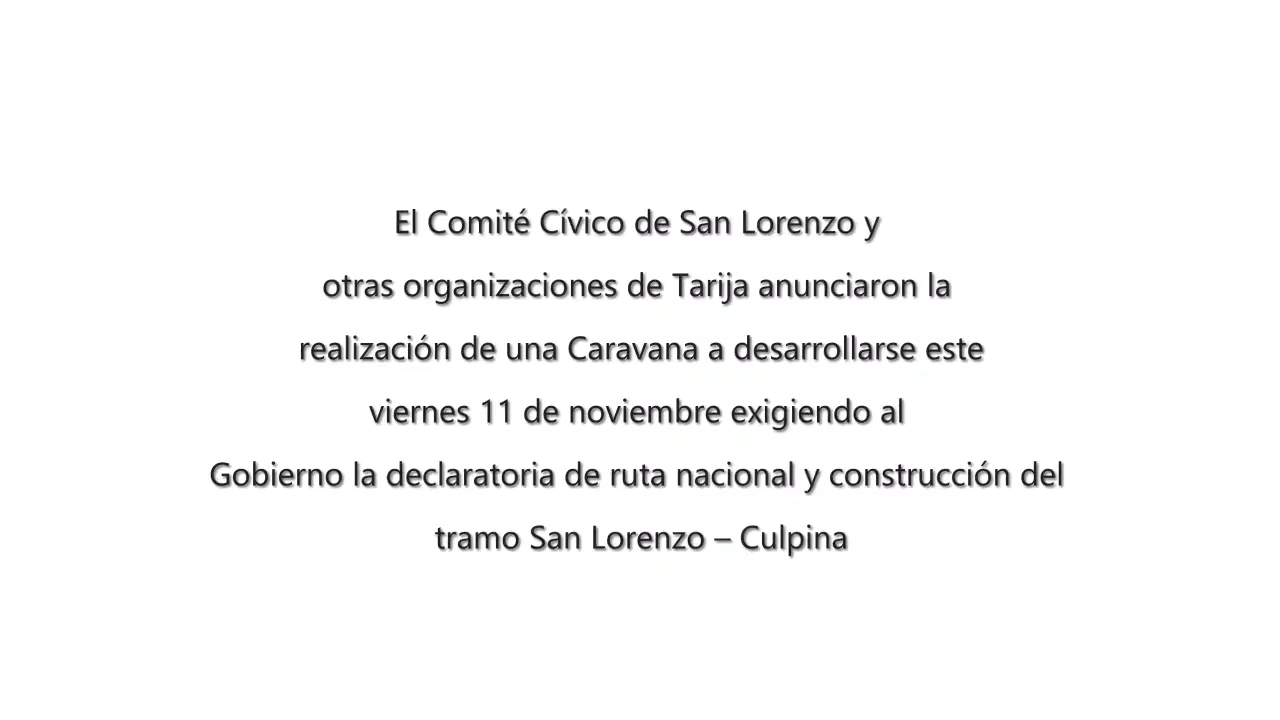 El Comité Cívico de San Lorenzo y
otras organizaciones de Tarija anunciaron la
realización de una Caravana a desarrollarse este
viernes 11 de noviembre exigiendo al
Gobierno la declaratoria de ruta nacional y construcción del
tramo San Lorenzo – Culpina